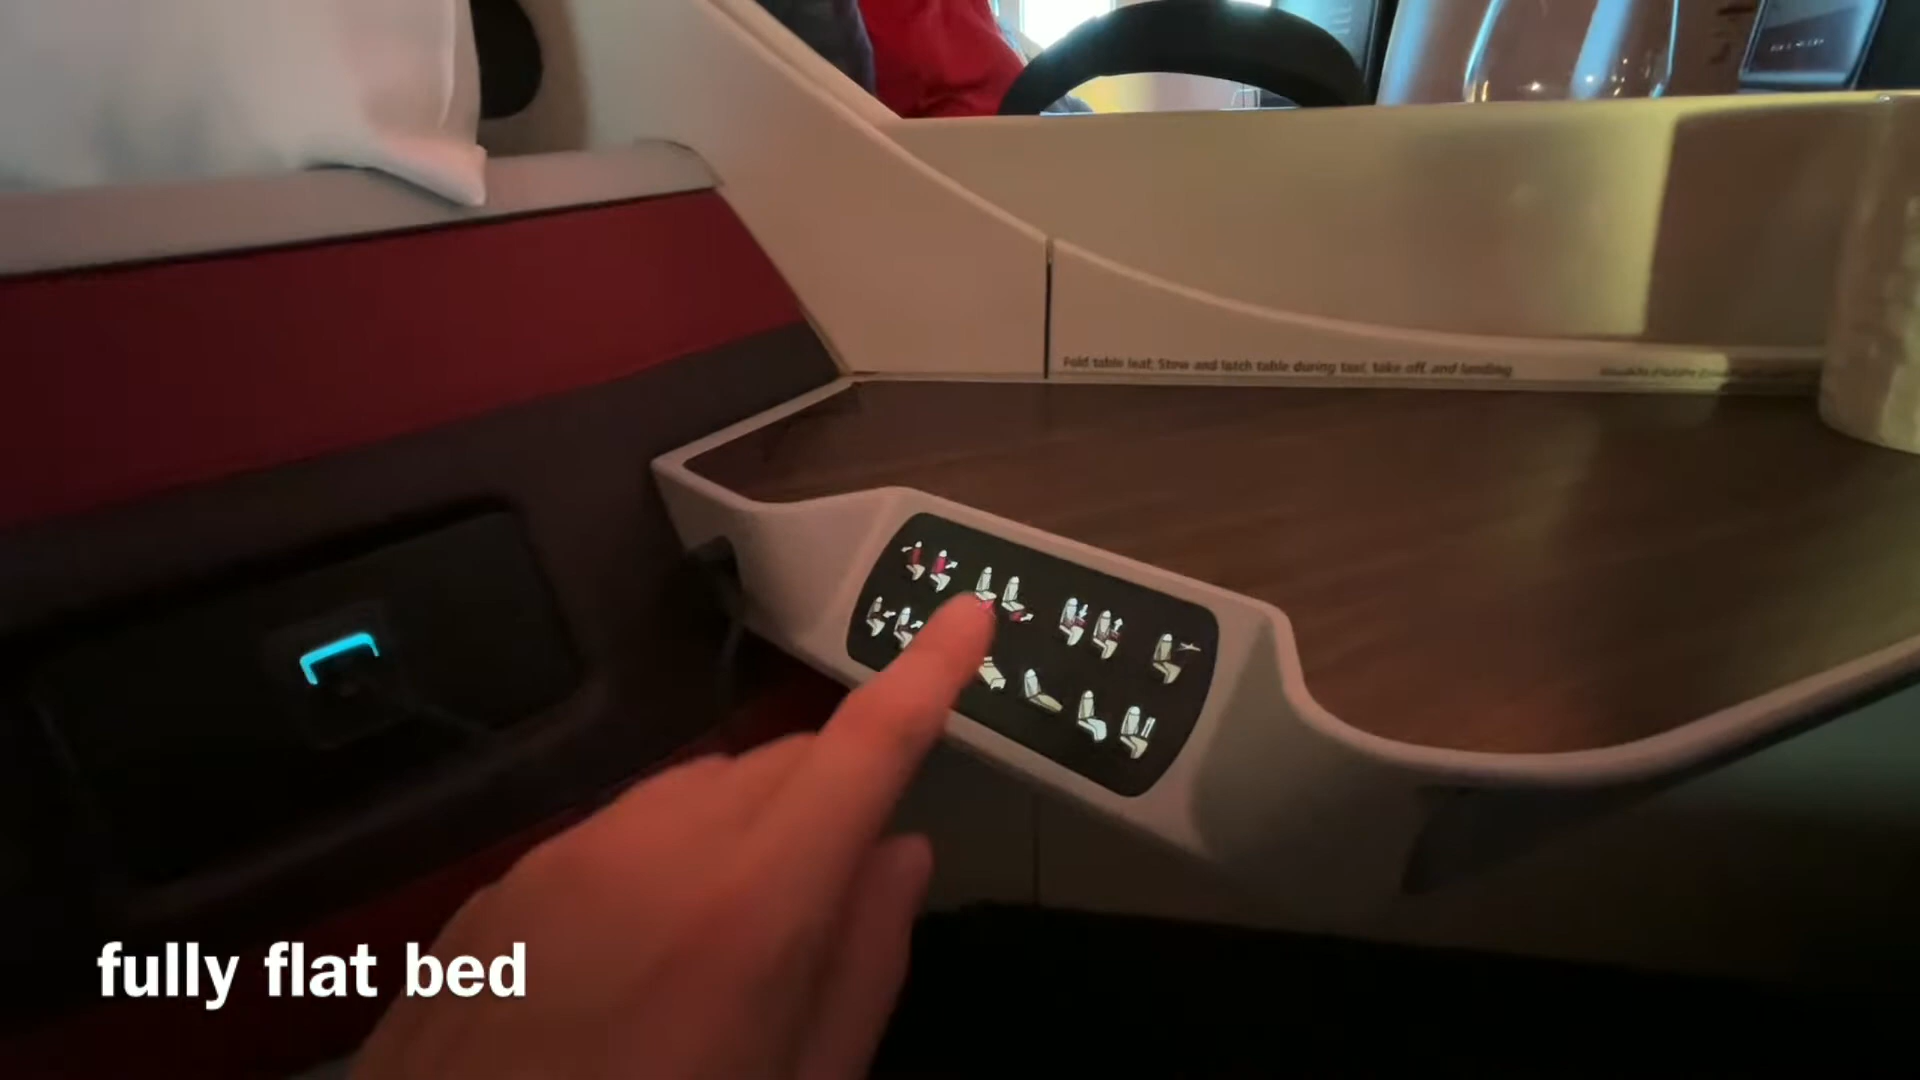 Fold table leaf; Stow and latch table during taxi, take off, and landing
fully flat bed